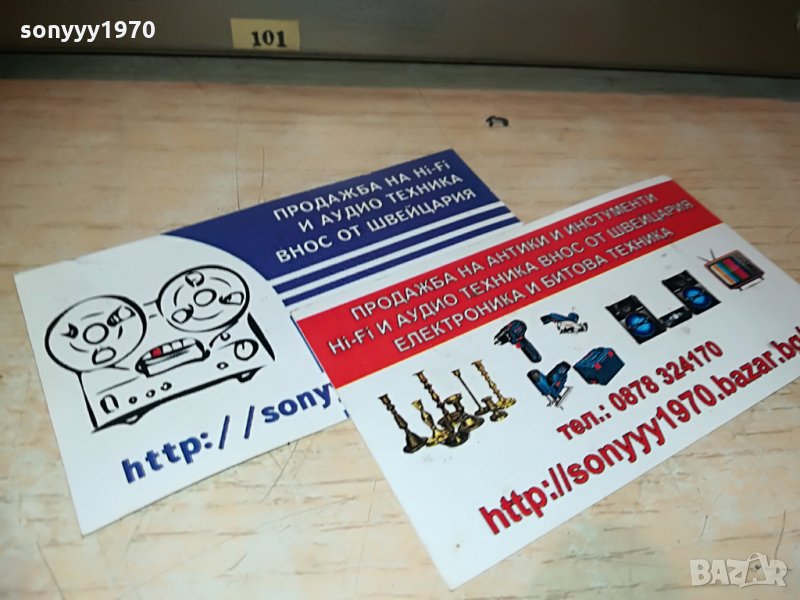 sonyyy1970
101
ПРОДАЖБА НА Hi-Fi
И АУДИО ТЕХНИКА
ВНОС ОТ ШВЕЙЦАРИЯ
http://sony
ПРОДАЖБА НА АНТИКИ И ИНСТУМЕНТИ
Hi-Fi И АУДИО ТЕХНИКА ВНОС ОТ ШВЕЙЦАРИЯ
ЕЛЕКТРОНИКА И БИТОВА ТЕХНИКА
тел.: 0878 324170
http://sonyyy1970.bazar.bg
BAZAR